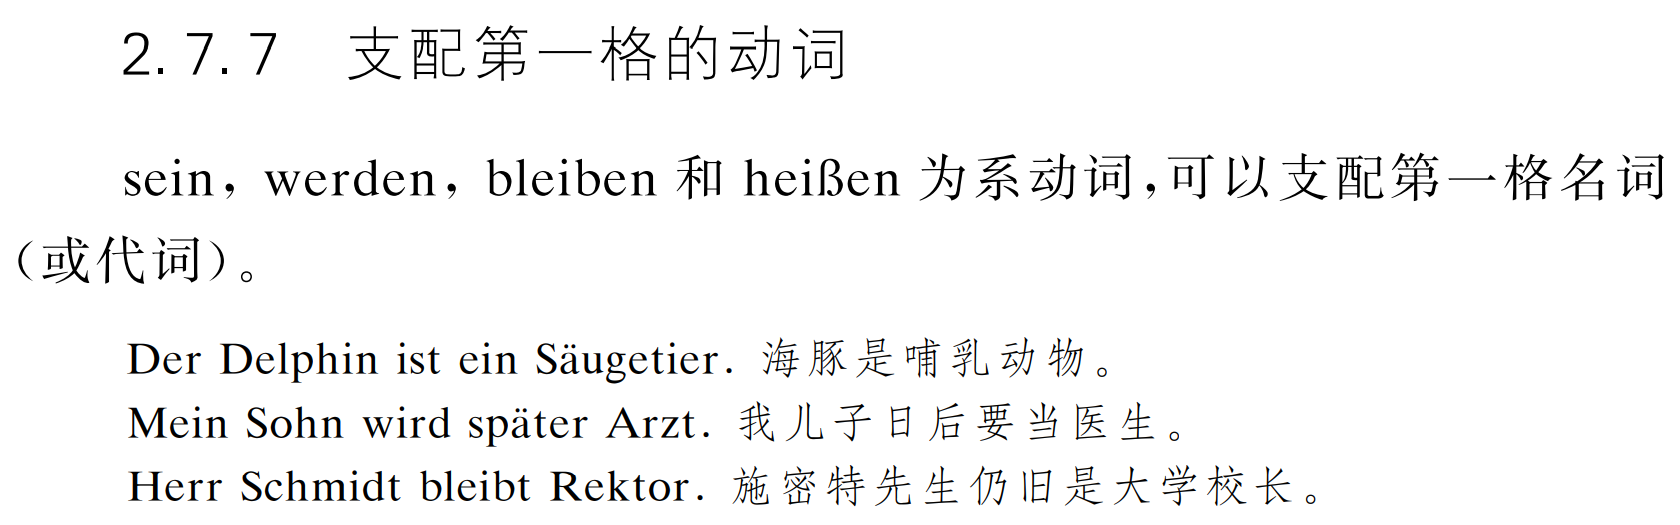 2.7.7 支配第一格的动词
sein, werden, bleiben 和 heißen 为系动词,可以支配第一格名词
(或代词)。
Der Delphin ist ein Säugetier. 海豚是哺乳动物。
Mein Sohn wird später Arzt. 我儿子日后要当医生。
Herr Schmidt bleibt Rektor. 施密特先生仍旧是大学校长。